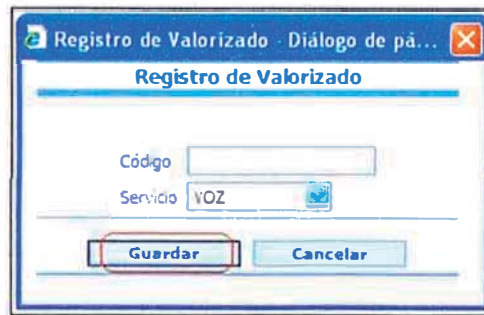 Registro de Valorizado - Diálogo de pá...
Registro de Valorizado
Código
Servicio VOZ
Guardar Cancelar